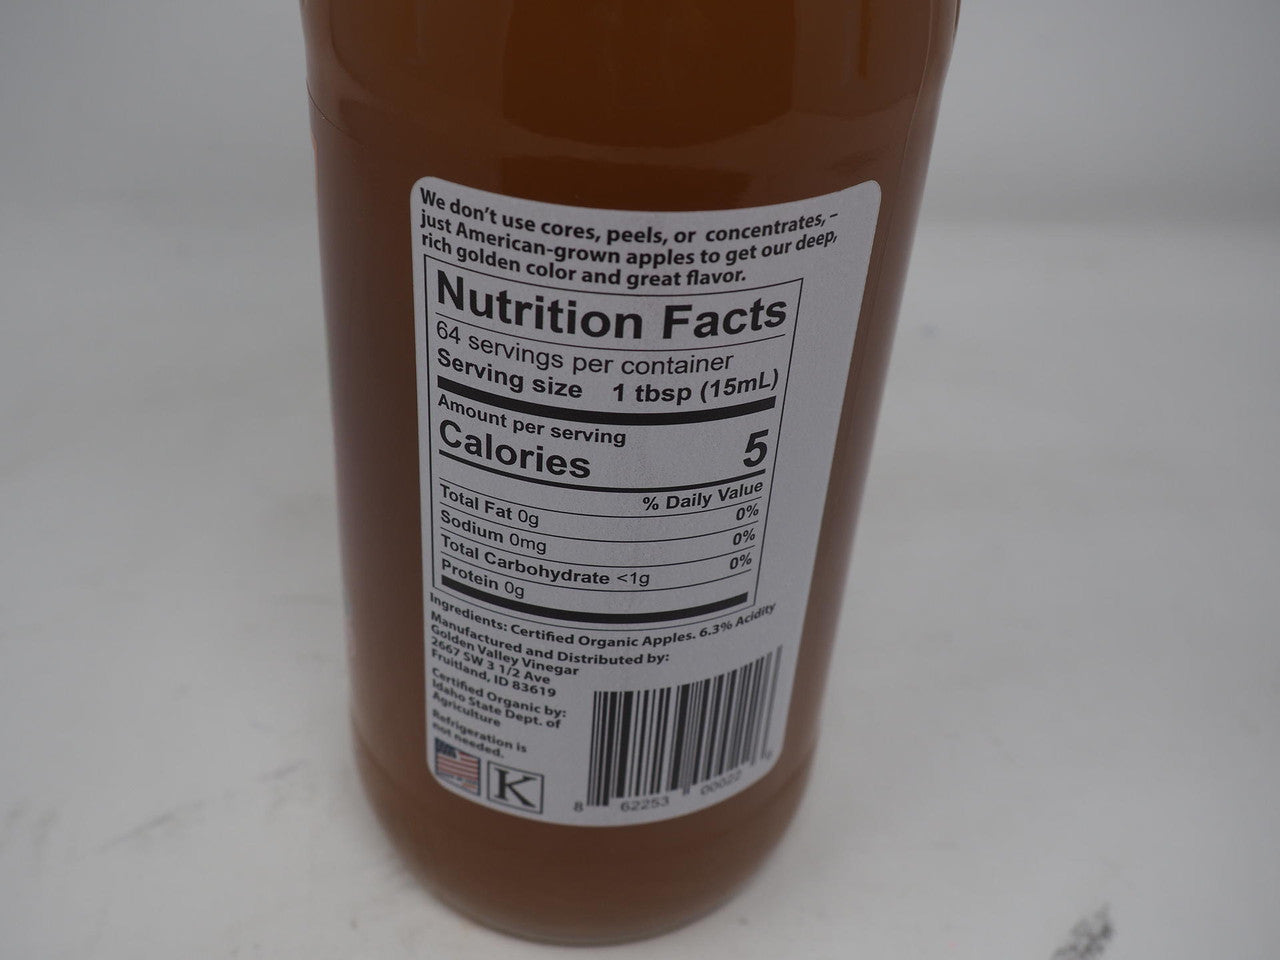 We don't use cores, peels, or concentrates, –
just American-grown apples to get our deep,
rich golden color and great flavor.
Nutrition Facts
64 servings per container
Serving size 1 tbsp (15mL)
Amount per serving
Calories 5
% Daily Value
Total Fat 0g 0%
Sodium 0mg 0%
Total Carbohydrate <1g 0%
Protein 0g
Ingredients: Certified Organic Apples. 6.3% Acidity
Manufactured and Distributed by:
Golden Valley Vinegar
2667 SW 3 1/2 Ave
Fruitland, ID 83619
Certified Organic by:
Idaho State Dept. of
Agriculture
Refrigeration is
not needed.
K
8 62253 00022